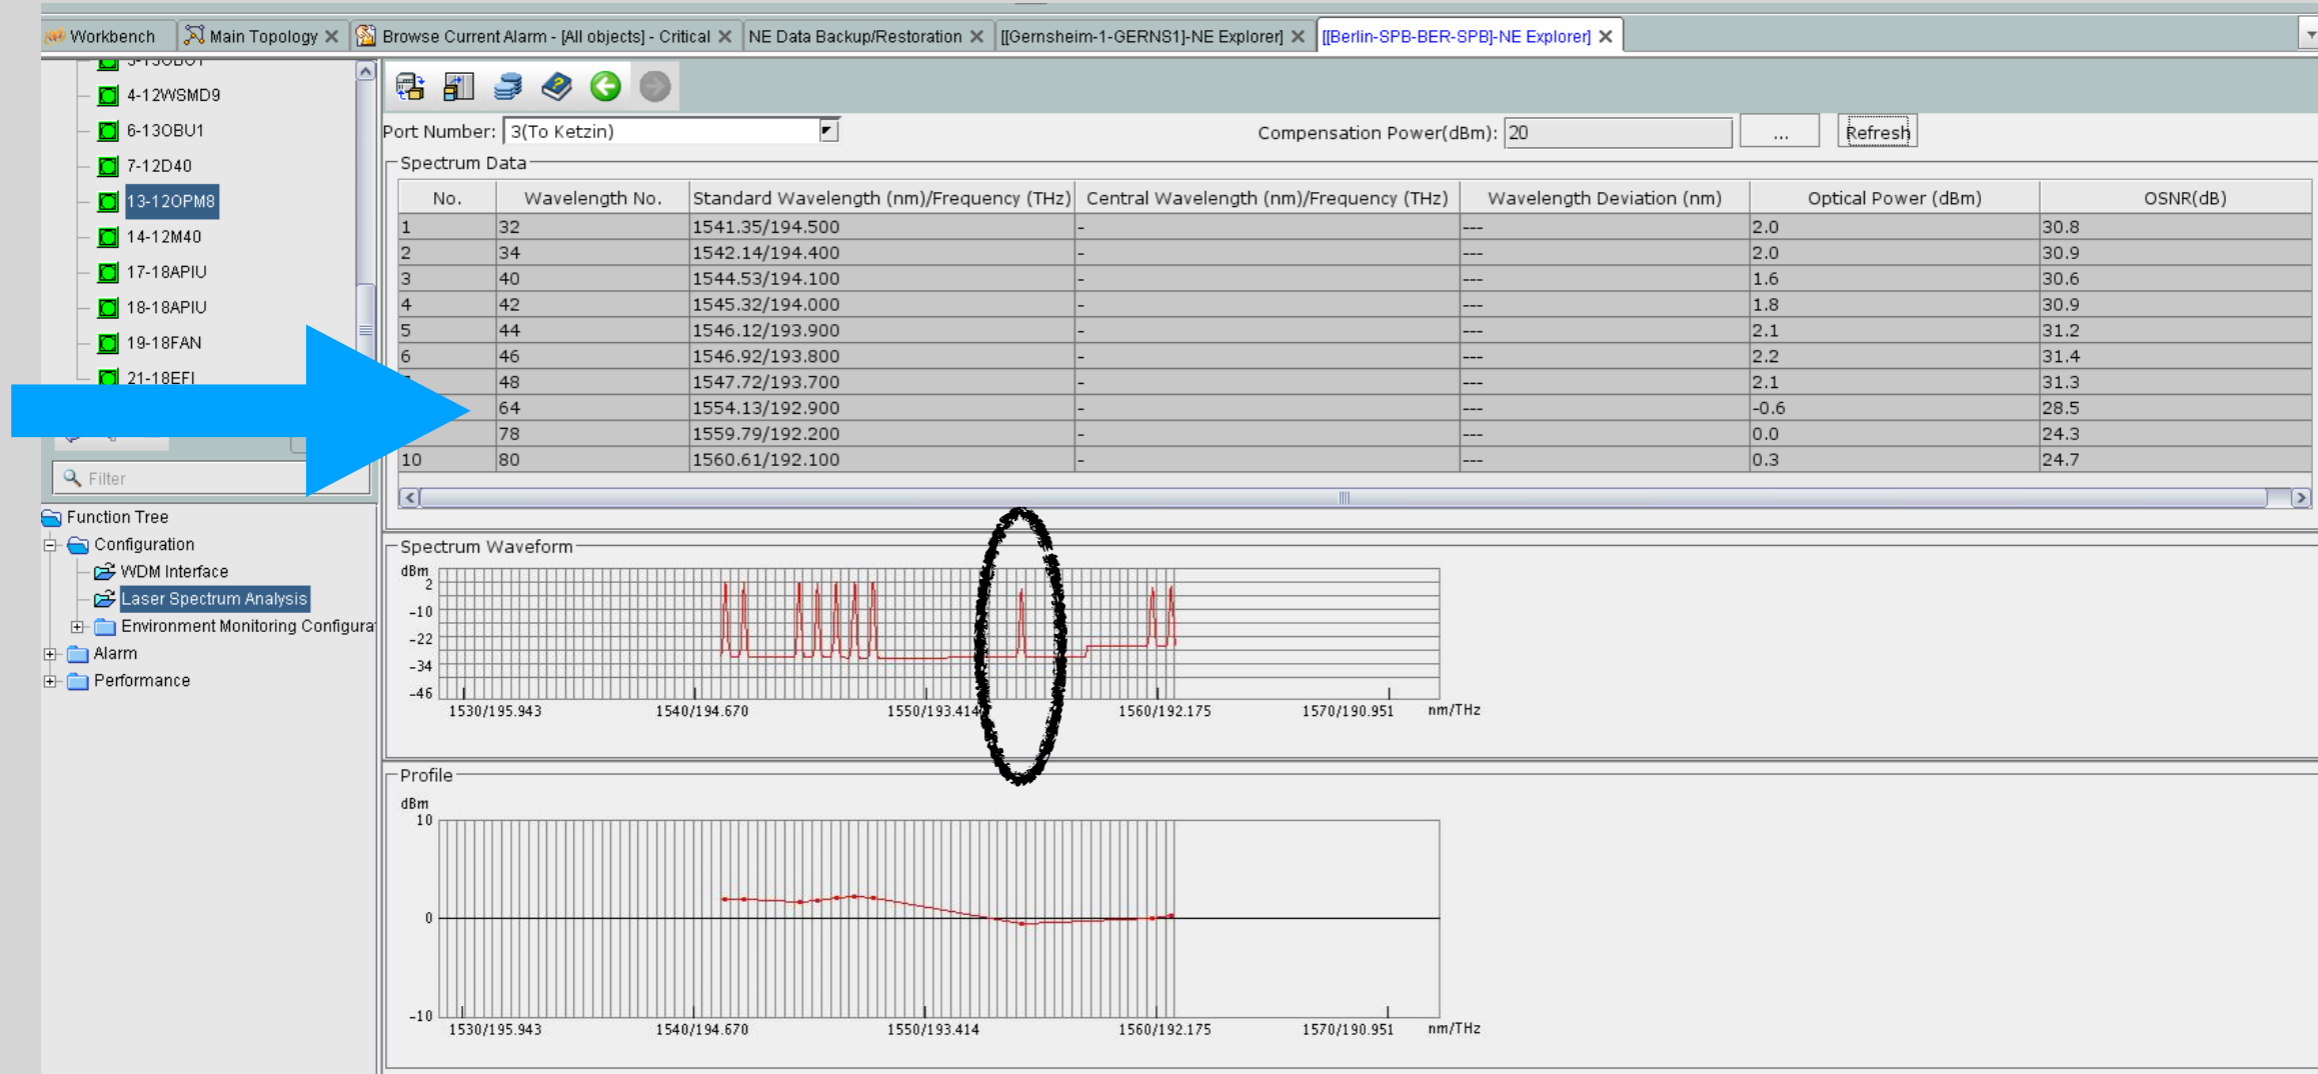 Workbench Main Topology Browse Current Alarm - [All objects] - Critical NE Data Backup/Restoration [[Gernsheim-1-GERNS1]-NE Explorer] [[Berlin-SPB-BER-SPB]-NE Explorer]
4-12WSMD9
6-13OBU1
7-12D40
13-12OPM8
14-12M40
17-18APIU
18-18APIU
19-18FAN
21-18EFI
Filter
Function Tree
Configuration
WDM Interface
Laser Spectrum Analysis
Environment Monitoring Configura
Alarm
Performance
Port Number: 3(To Ketzin) Compensation Power(dBm): 20 ... Refresh
Spectrum Data
No. Wavelength No. Standard Wavelength (nm)/Frequency (THz) Central Wavelength (nm)/Frequency (THz) Wavelength Deviation (nm) Optical Power (dBm) OSNR(dB)
1 32 1541.35/194.500 - --- 2.0 30.8
2 34 1542.14/194.400 - --- 2.0 30.9
3 40 1544.53/194.100 - --- 1.6 30.6
4 42 1545.32/194.000 - --- 1.8 30.9
5 44 1546.12/193.900 - --- 2.1 31.2
6 46 1546.92/193.800 - --- 2.2 31.4
48 1547.72/193.700 - --- 2.1 31.3
64 1554.13/192.900 - --- -0.6 28.5
78 1559.79/192.200 - --- 0.0 24.3
10 80 1560.61/192.100 - --- 0.3 24.7
Spectrum Waveform
dBm
2
-10
-22
-34
-46
1530/195.943 1540/194.670 1550/193.414 1560/192.175 1570/190.951 nm/THz
Profile
dBm
10
0
-10
1530/195.943 1540/194.670 1550/193.414 1560/192.175 1570/190.951 nm/THz